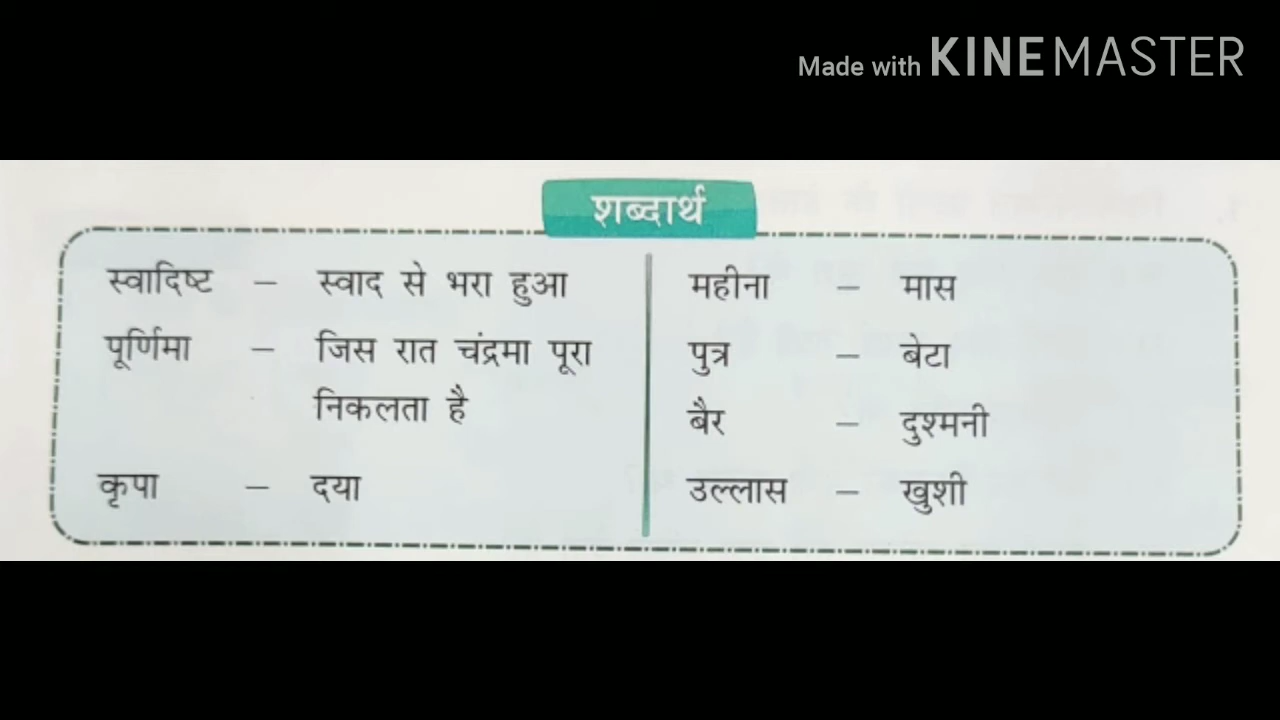 Made with KINEMASTER
शब्दार्थ
स्वादिष्ट – स्वाद से भरा हुआ
पूर्णिमा – जिस रात चंद्रमा पूरा
निकलता है
कृपा – दया
महीना – मास
पुत्र – बेटा
बैर – दुश्मनी
उल्लास – खुशी